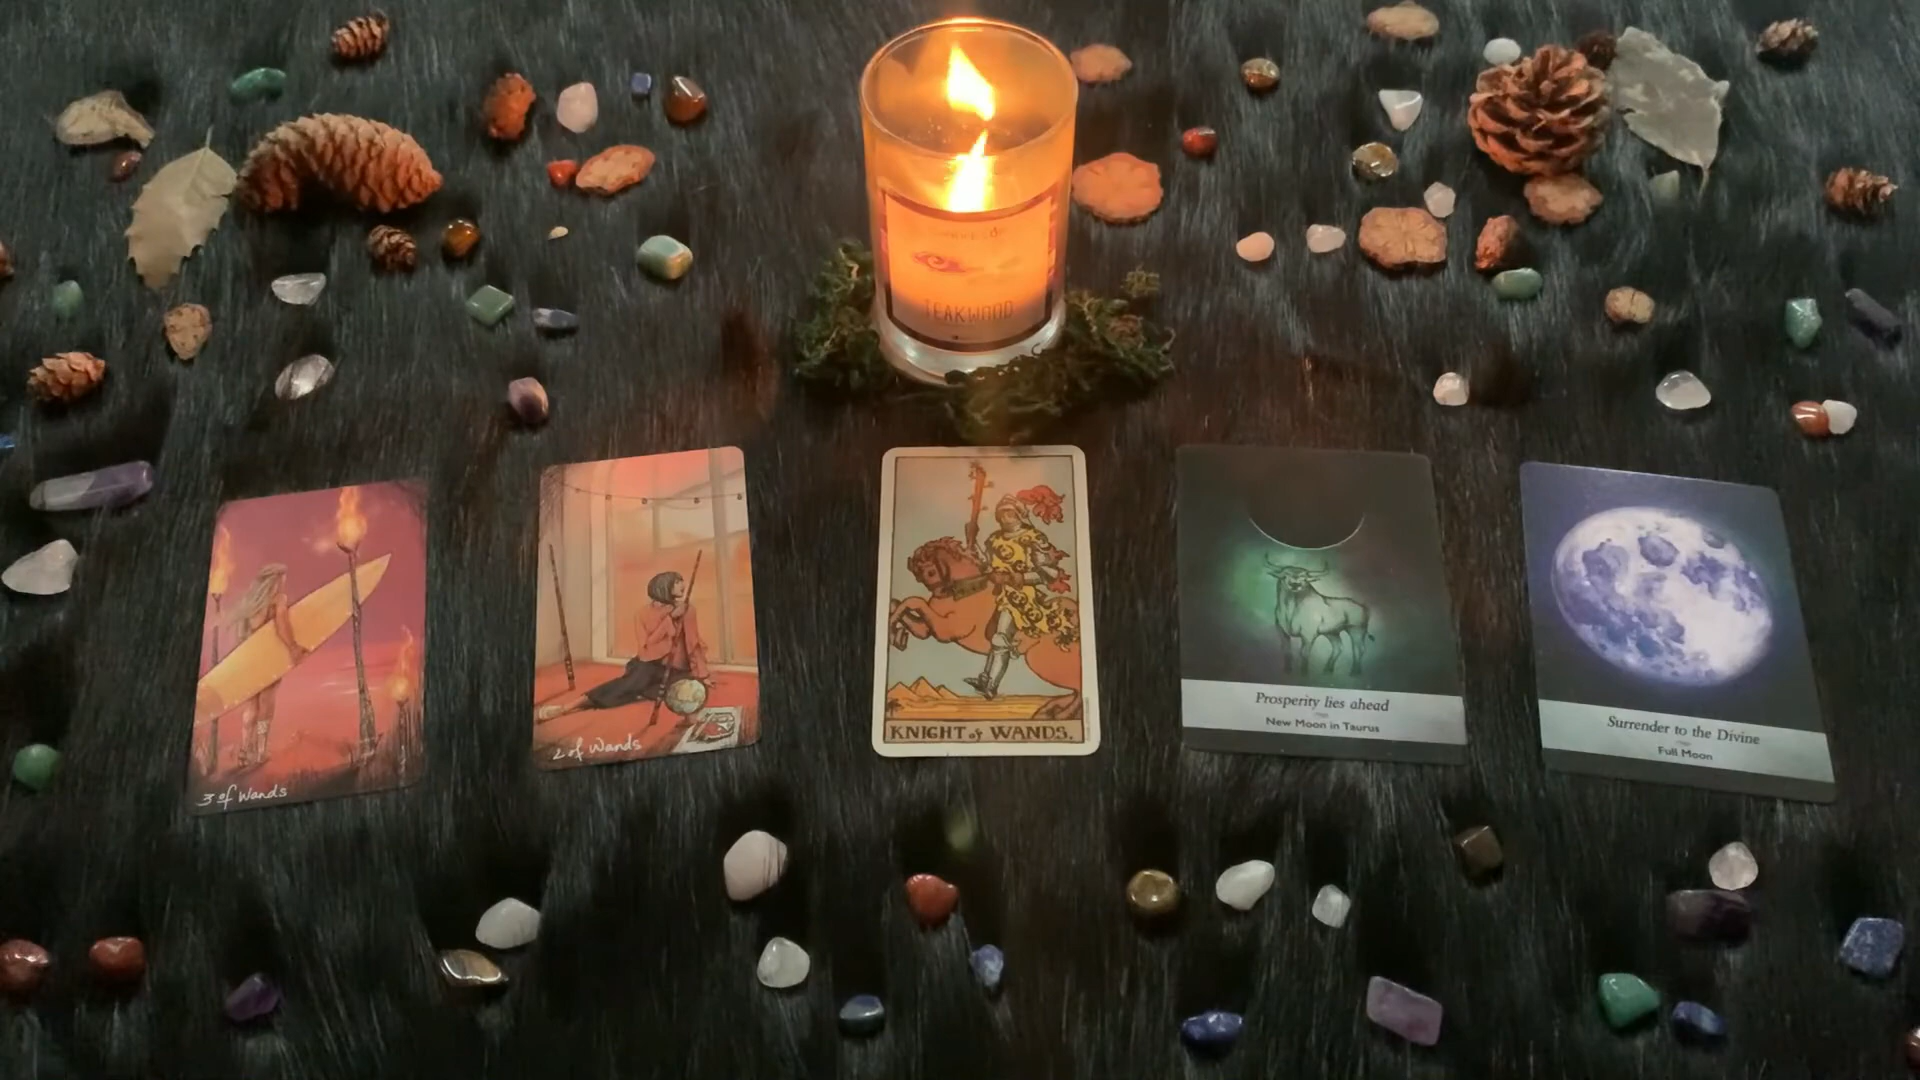 TEAKWOOD
3 of Wands
2 of Wands
KNIGHT of WANDS.
Prosperity lies ahead
New Moon in Taurus
Surrender to the Divine
Full Moon